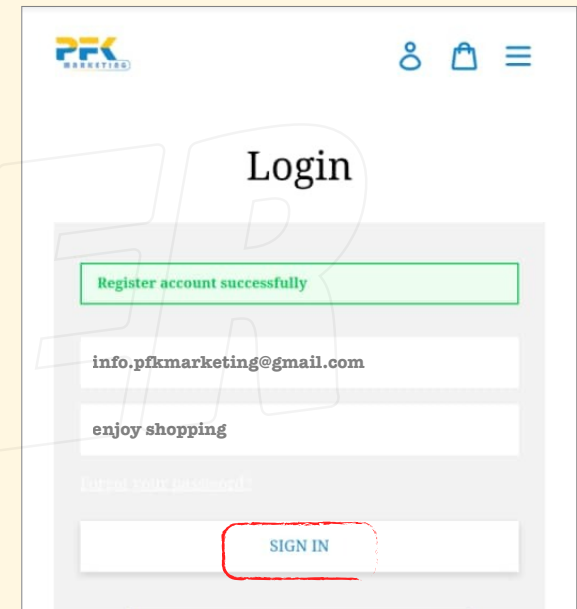 PFK
MARKETING
Login
Register account successfully
info.pfkmarketing@gmail.com
enjoy shopping
Forgot your password?
SIGN IN